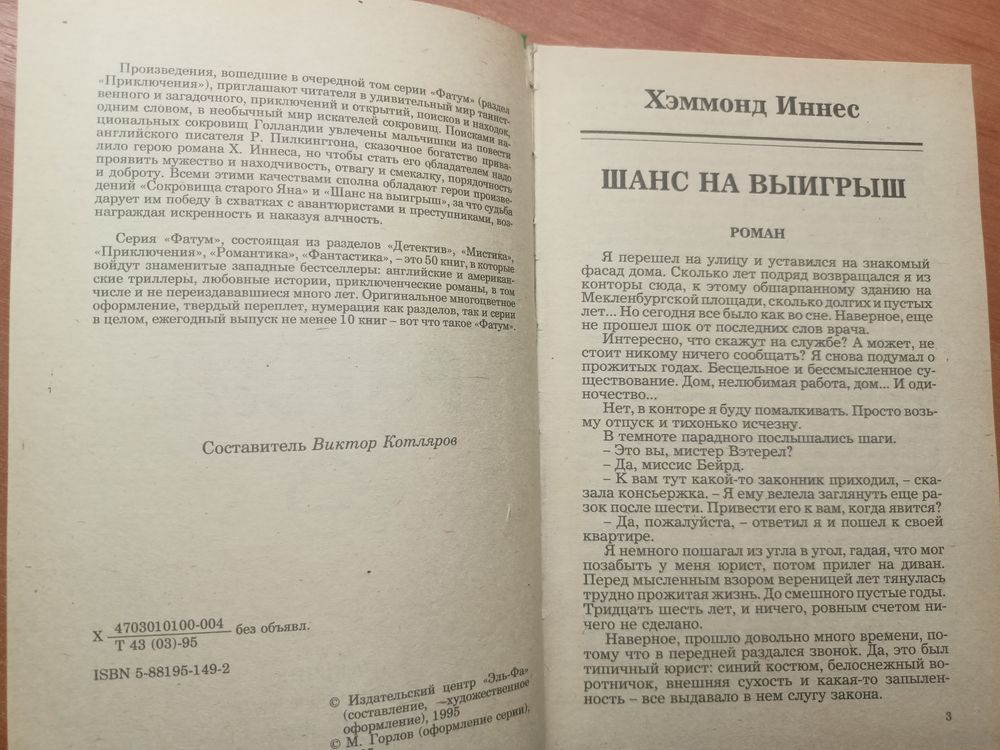 Произведения, вошедшие в очередной том серии «Фатум» (раздел
«Приключения»), приглашают читателя в удивительный мир таинст-
венного и загадочного, приключений и открытий, поисков и находок,
одним словом, в необычный мир искателей сокровищ. Поисками на-
циональных сокровищ Голландии увлечены мальчишки из повести
английского писателя Р. Пилкингтона, сказочное богатство прива-
лило герою романа Х. Иннеса, но чтобы стать его обладателем надо
проявить мужество и находчивость, отвагу и смекалку, порядочность
и доброту. Всеми этими качествами сполна обладают герои произве-
дений «Сокровища старого Яна» и «Шанс на выигрыш», за что судьба
дарует им победу в схватках с авантюристами и преступниками, воз-
награждая искренность и наказуя алчность.
Серия «Фатум», состоящая из разделов «Детектив», «Мистика»,
«Приключения», «Романтика», «Фантастика», – это 50 книг, в которые
войдут знаменитые западные бестселлеры: английские и американ-
ские триллеры, любовные истории, приключенческие романы, в том
числе и не переиздававшиеся много лет. Оригинальное многоцветное
оформление, твердый переплет, нумерация как разделов, так и серии
в целом, ежегодный выпуск не менее 10 книг – вот что такое «Фатум».
Составитель Виктор Котляров
Х 4703010100-004 без объявл.
Т 43 (03)-95
ISBN 5-88195-149-2
© Издательский центр «Эль-Фа»
(составление, —художественное
оформление), 1995
© М. Горлов (оформление серии),
Хэммонд Иннес
ШАНС НА ВЫИГРЫШ
РОМАН
Я перешел на улицу и уставился на знакомый
фасад дома. Сколько лет подряд возвращался я из
конторы сюда, к этому обшарпанному зданию на
Мекленбургской площади, сколько долгих и пустых
лет... Но сегодня все было как во сне. Наверное, еще
не прошел шок от последних слов врача.
Интересно, что скажут на службе? А может, не
стоит никому ничего сообщать? Я снова подумал о
прожитых годах. Бесцельное и бессмысленное су-
ществование. Дом, нелюбимая работа, дом... И оди-
ночество...
Нет, в конторе я буду помалкивать. Просто возь-
му отпуск и тихонько исчезну.
В темноте парадного послышались шаги.
– Это вы, мистер Вэтерел?
– Да, миссис Бейрд.
– К вам тут какой-то законник приходил, – ска-
зала консьержка. – Я ему велела заглянуть еще ра-
зок после шести. Привести его к вам, когда явится?
– Да, пожалуйста, – ответил я и пошел к своей
квартире.
Я немного пошагал из угла в угол, гадая, что мог
позабыть у меня юрист, потом прилег на диван.
Перед мысленным взором вереницей лет тянулась
трудно прожитая жизнь. До смешного пустые годы.
Тридцать шесть лет, и ничего, ровным счетом ни-
чего не сделано.
Наверное, прошло довольно много времени, по-
тому что в передней раздался звонок. Да, это был
типичный юрист: синий костюм, белоснежный во-
ротничок, внешняя сухость и какая-то запылен-
ность – все выдавало в нем слугу закона.
3